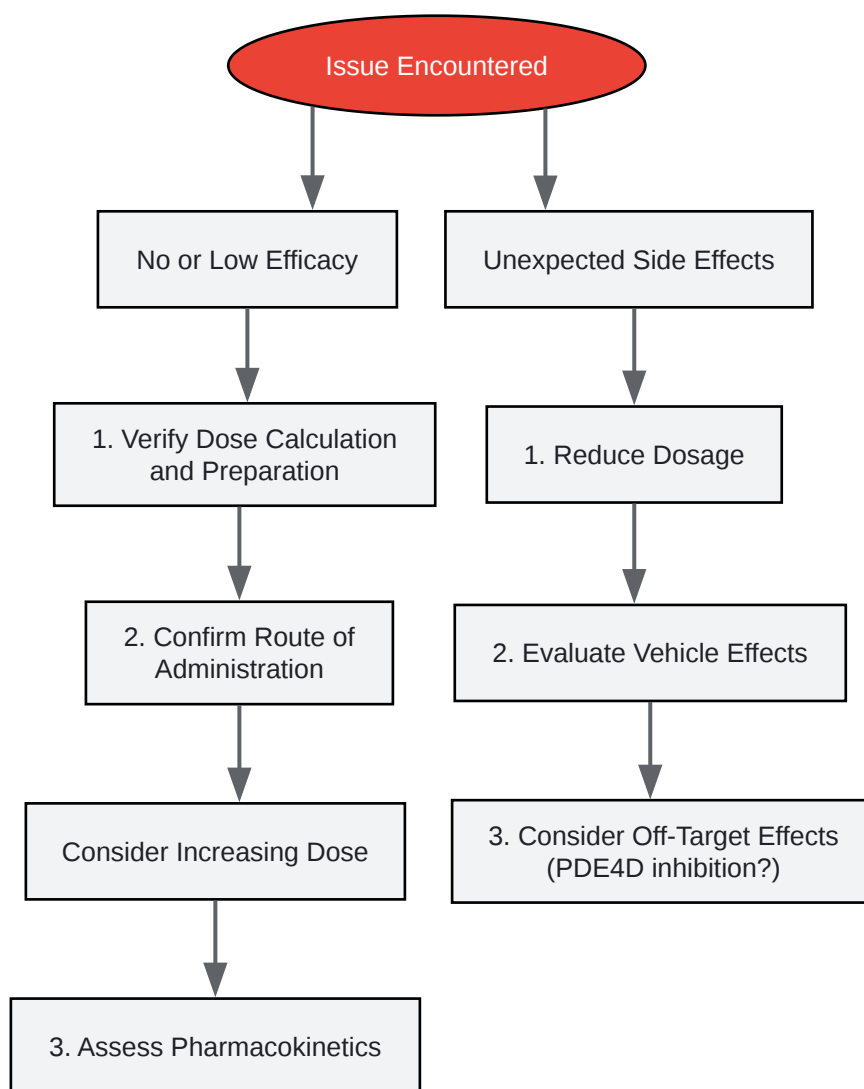 Issue Encountered
No or Low Efficacy
Unexpected Side Effects
1. Verify Dose Calculation
and Preparation
1. Reduce Dosage
2. Confirm Route of
Administration
2. Evaluate Vehicle Effects
Consider Increasing Dose
3. Consider Off-Target Effects
(PDE4D inhibition?)
3. Assess Pharmacokinetics